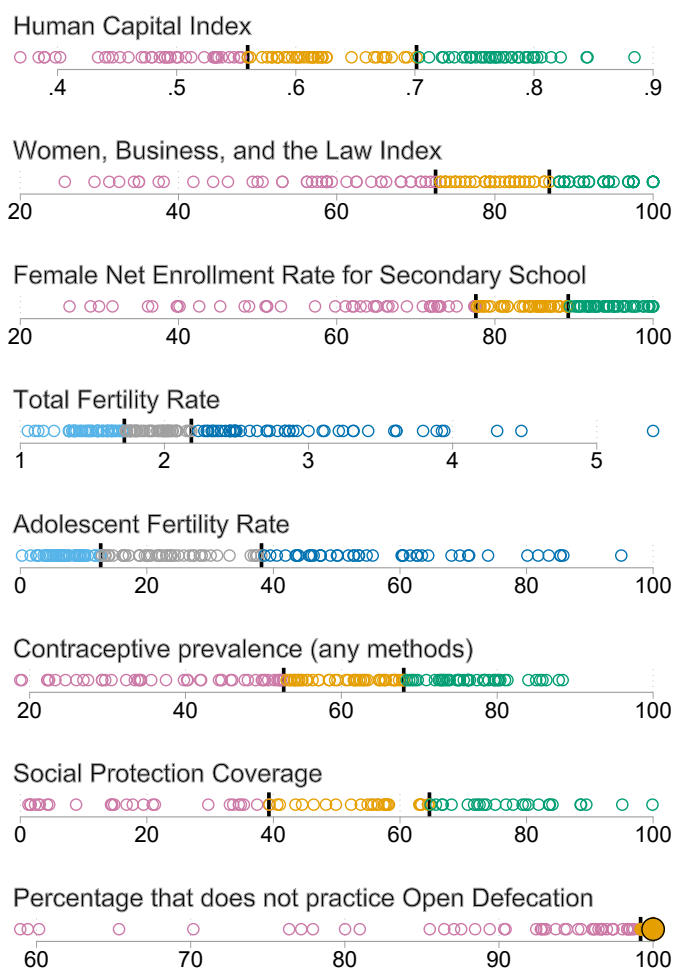 Human Capital Index
.4 .5 .6 .7 .8 .9
Women, Business, and the Law Index
20 40 60 80 100
Female Net Enrollment Rate for Secondary School
20 40 60 80 100
Total Fertility Rate
1 2 3 4 5
Adolescent Fertility Rate
0 20 40 60 80 100
Contraceptive prevalence (any methods)
20 40 60 80 100
Social Protection Coverage
0 20 40 60 80 100
Percentage that does not practice Open Defecation
60 70 80 90 100